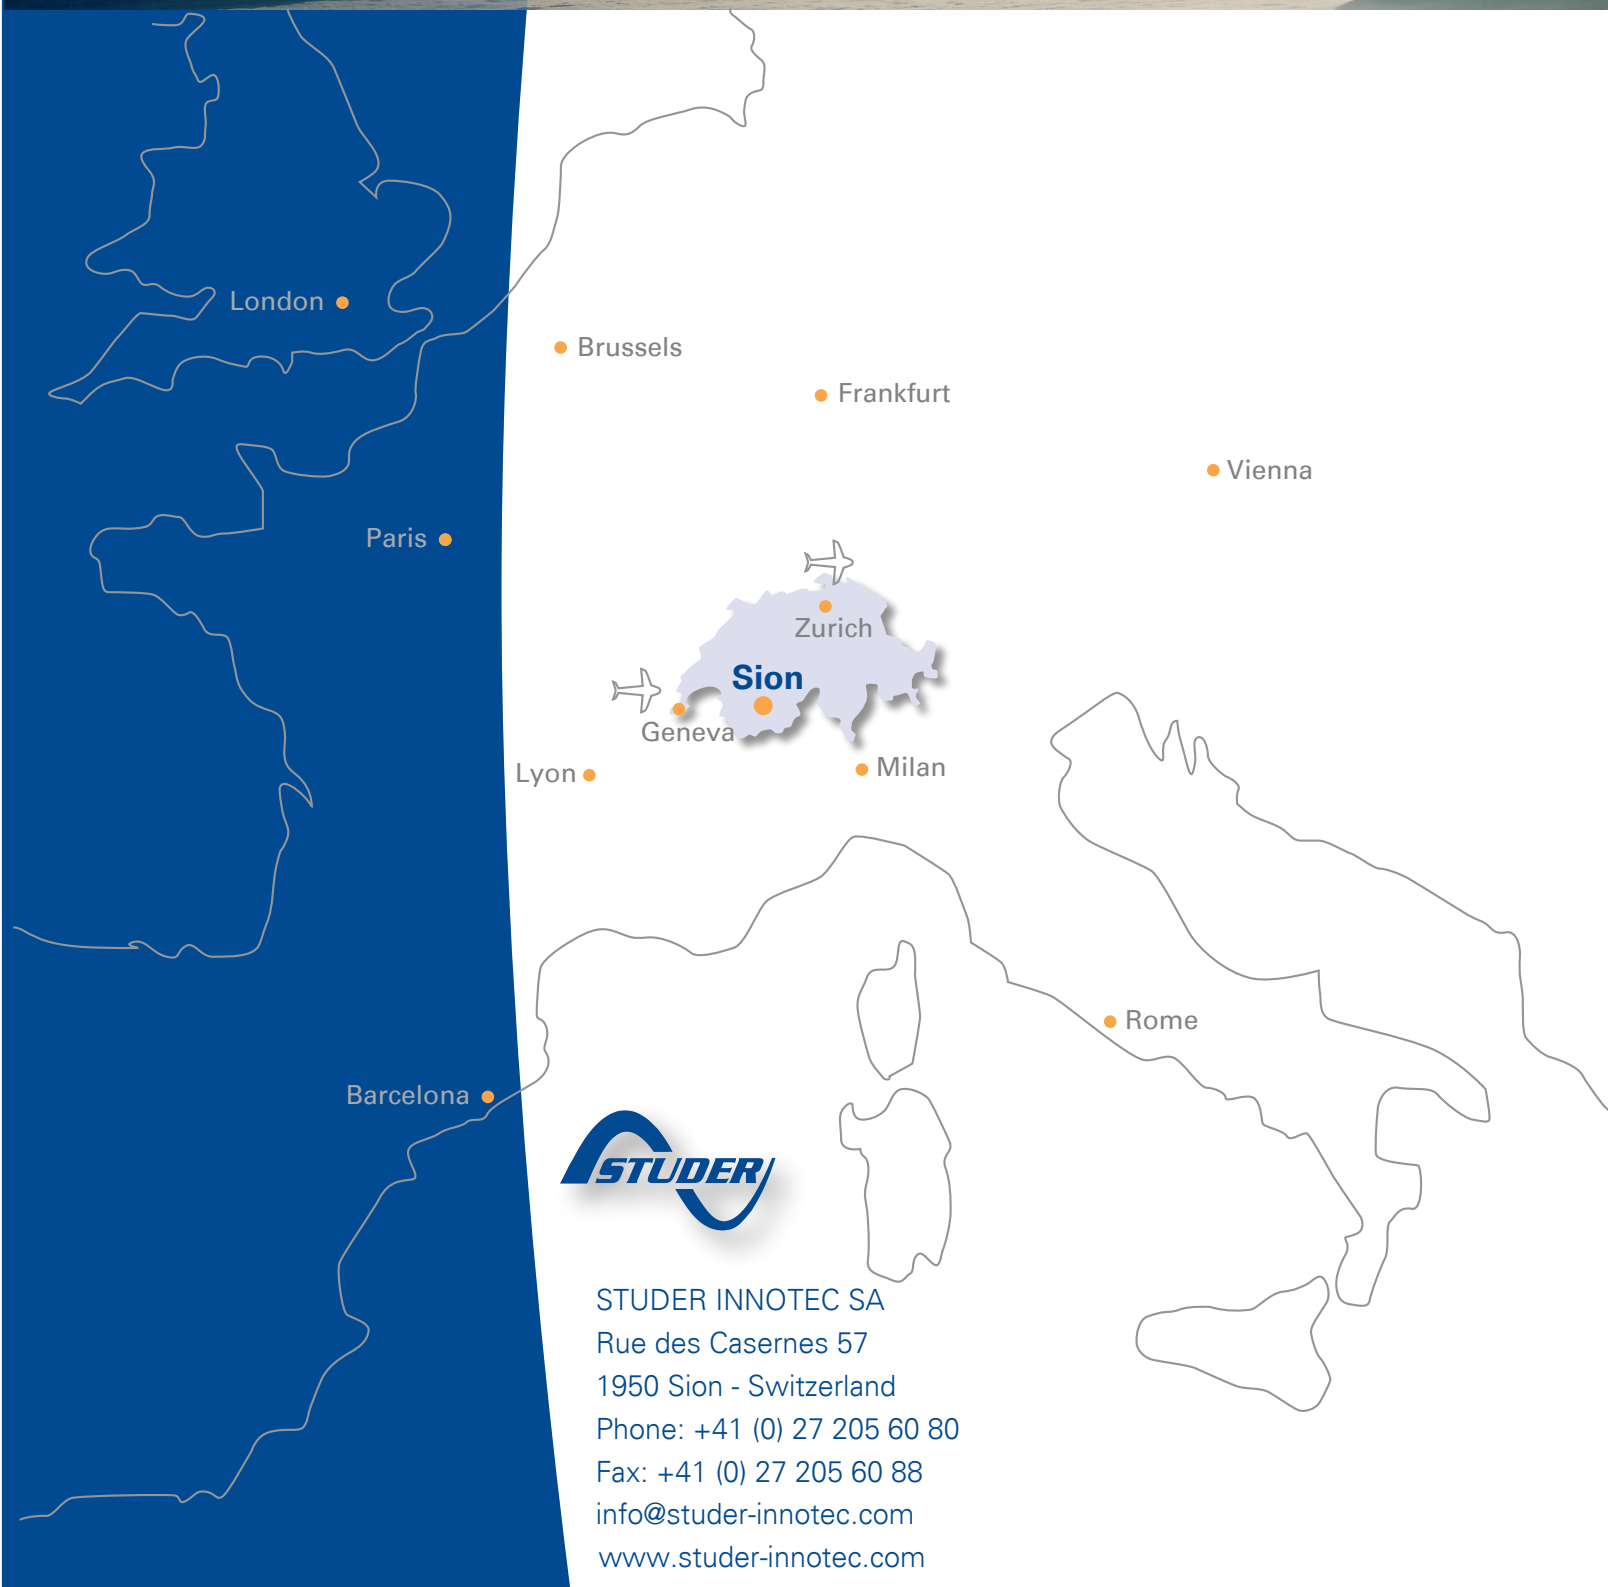 London
Brussels
Frankfurt
Vienna
Paris
Zurich
Sion
Geneva
Lyon
Milan
Rome
Barcelona
STUDER
STUDER INNOTEC SA
Rue des Casernes 57
1950 Sion - Switzerland
Phone: +41 (0) 27 205 60 80
Fax: +41 (0) 27 205 60 88
info@studer-innotec.com
www.studer-innotec.com